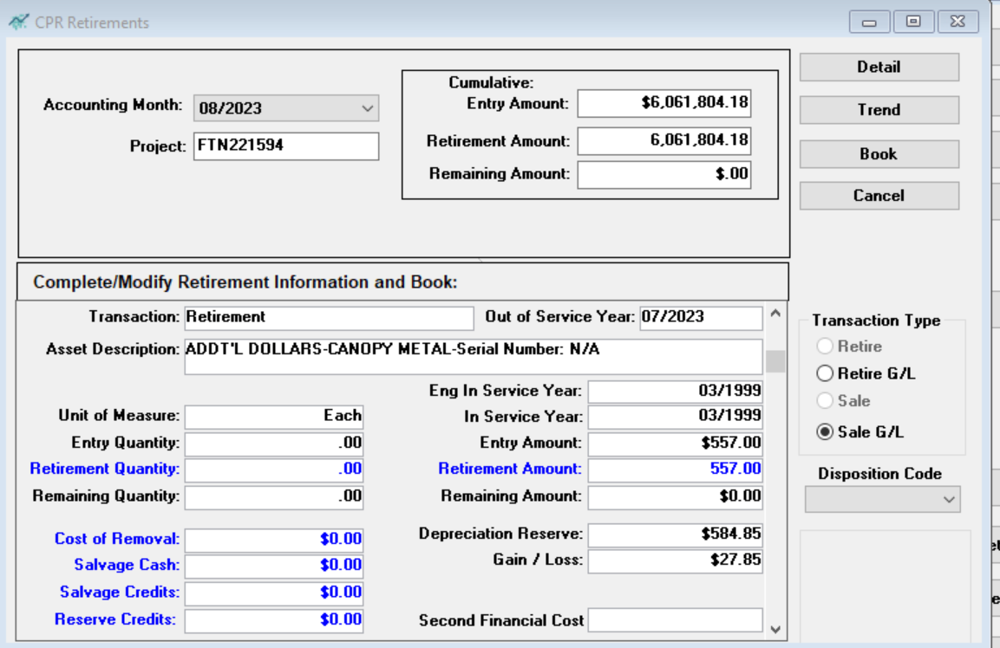 CPR Retirements
Accounting Month: 08/2023
Project: FTN221594
Cumulative:
Entry Amount: $6,061,804.18
Retirement Amount: 6,061,804.18
Remaining Amount: $.00
Detail
Trend
Book
Cancel
Complete/Modify Retirement Information and Book:
Transaction: Retirement Out of Service Year: 07/2023
Asset Description: ADDT'L DOLLARS-CANOPY METAL-Serial Number: N/A
Eng In Service Year: 03/1999
Unit of Measure: Each In Service Year: 03/1999
Entry Quantity: .00 Entry Amount: $557.00
Retirement Quantity: .00 Retirement Amount: 557.00
Remaining Quantity: .00 Remaining Amount: $0.00
Cost of Removal: $0.00 Depreciation Reserve: $584.85
Salvage Cash: $0.00 Gain / Loss: $27.85
Salvage Credits: $0.00
Reserve Credits: $0.00 Second Financial Cost
Transaction Type
Retire
Retire G/L
Sale
Sale G/L
Disposition Code